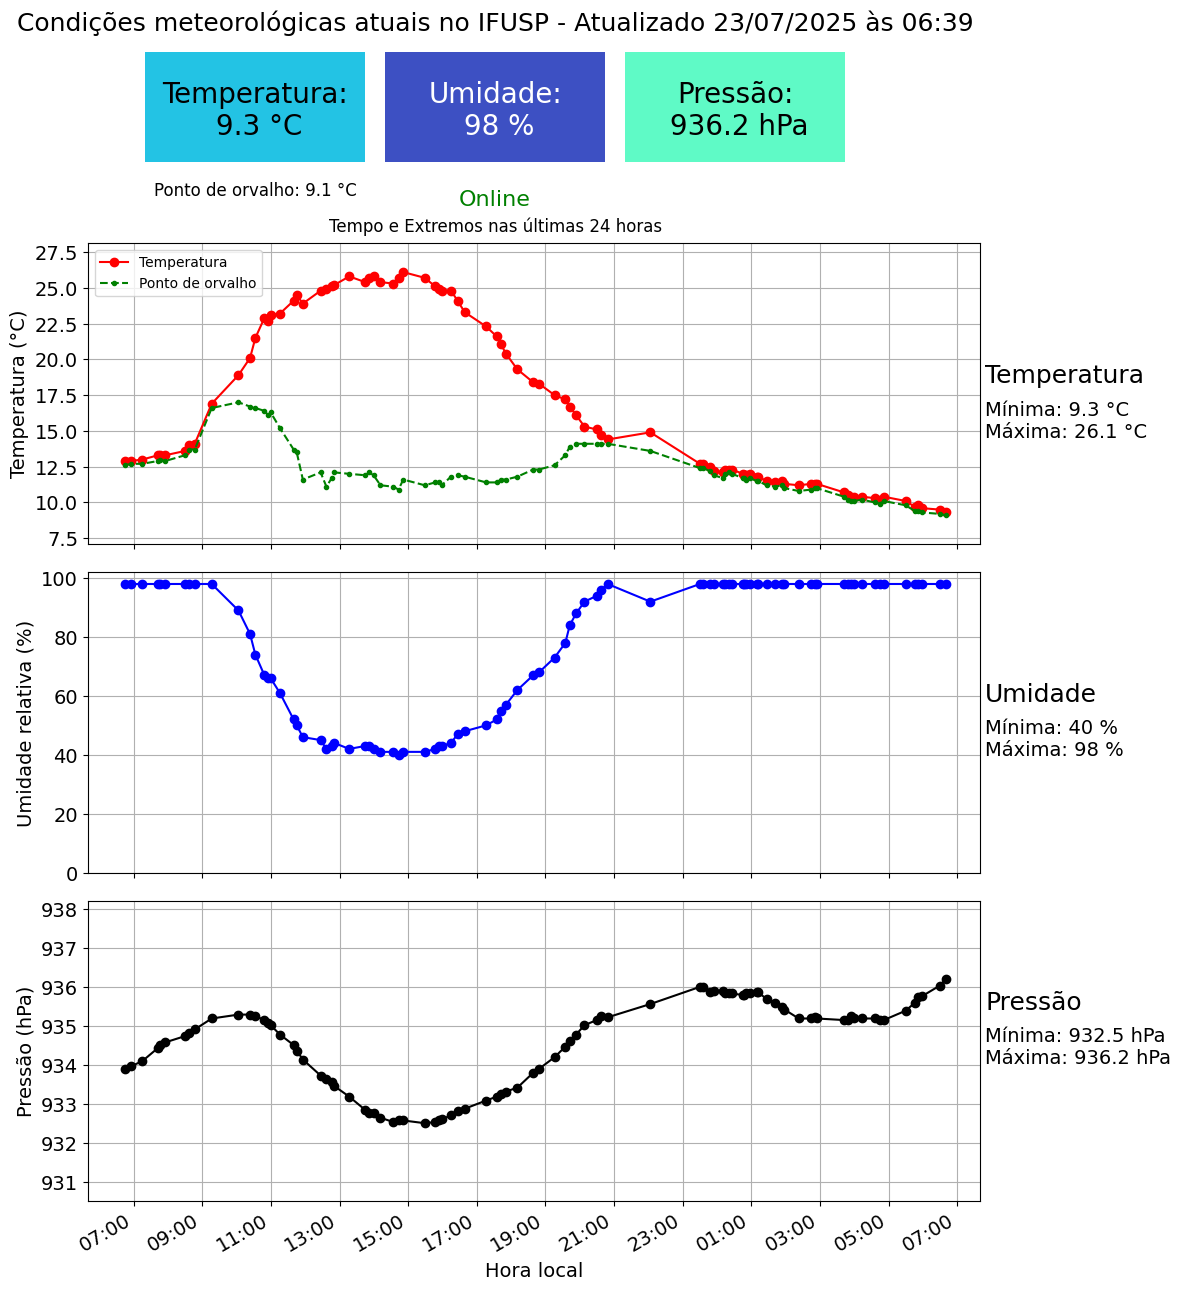 Condições meteorológicas atuais no IFUSP - Atualizado 23/07/2025 às 06:39
Temperatura:
9.3 °C
Umidade:
98 %
Pressão:
936.2 hPa
Ponto de orvalho: 9.1 °C
Online
Tempo e Extremos nas últimas 24 horas
Temperatura (°C)
27.5
25.0
22.5
20.0
17.5
15.0
12.5
10.0
7.5
Temperatura
Ponto de orvalho
Temperatura
Mínima: 9.3 °C
Máxima: 26.1 °C
Umidade relativa (%)
100
80
60
40
20
0
Umidade
Mínima: 40 %
Máxima: 98 %
Pressão (hPa)
938
937
936
935
934
933
932
931
Pressão
Mínima: 932.5 hPa
Máxima: 936.2 hPa
07:00
09:00
11:00
13:00
15:00
17:00
19:00
21:00
23:00
01:00
03:00
05:00
07:00
Hora local